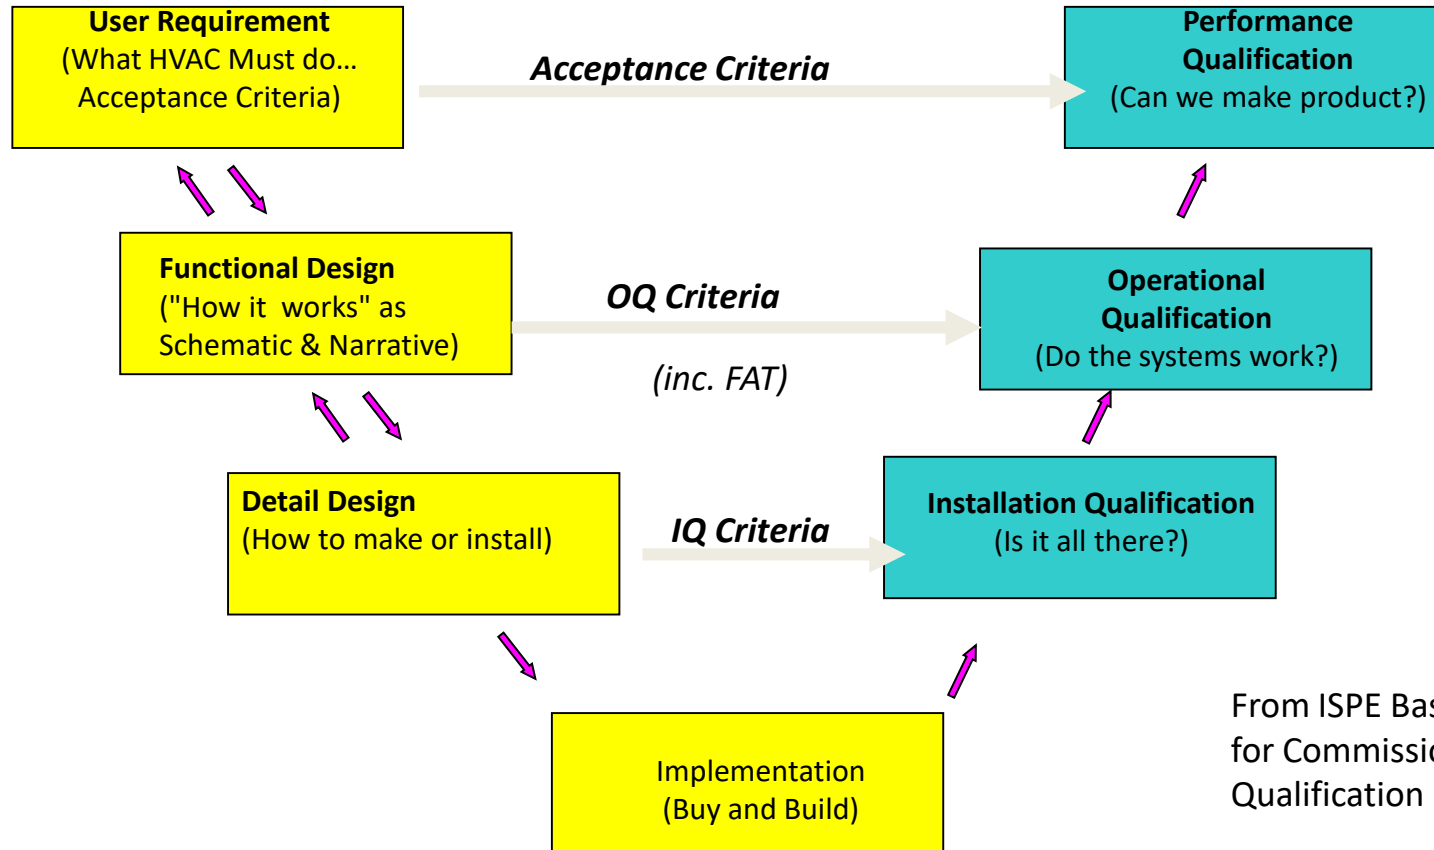 User Requirement
(What HVAC Must do...
Acceptance Criteria)
Acceptance Criteria
Performance
Qualification
(Can we make product?)
Functional Design
("How it  works" as
Schematic & Narrative)
OQ Criteria
(inc. FAT)
Operational
Qualification
(Do the systems work?)
Detail Design
(How to make or install)
IQ Criteria
Installation Qualification
(Is it all there?)
Implementation
(Buy and Build)
From ISPE
for
Qualification